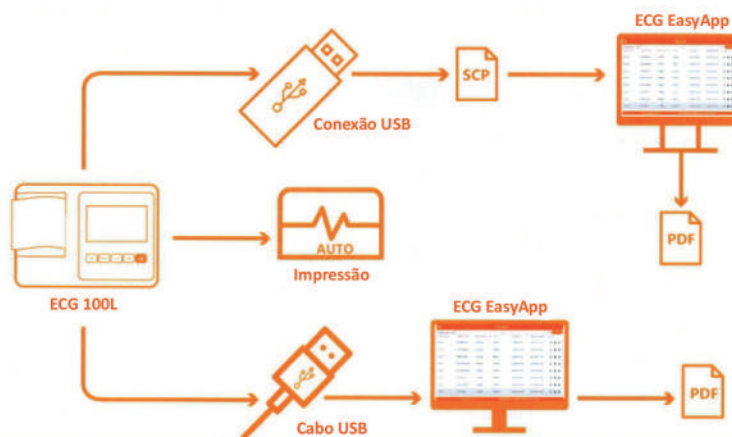 ECG EasyApp
SCP
Conexão USB
PDF
AUTO
Impressão
ECG 100L
ECG EasyApp
PDF
Cabo USB